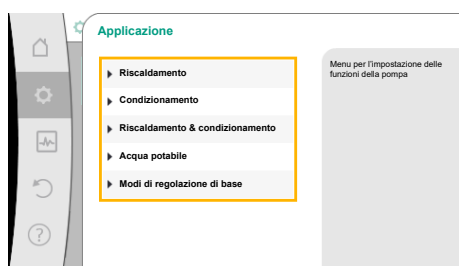 Applicazione
Riscaldamento
Condizionamento
Riscaldamento & condizionamento
Acqua potabile
Modi di regolazione di base
Menu per l'impostazione delle
funzioni della pompa